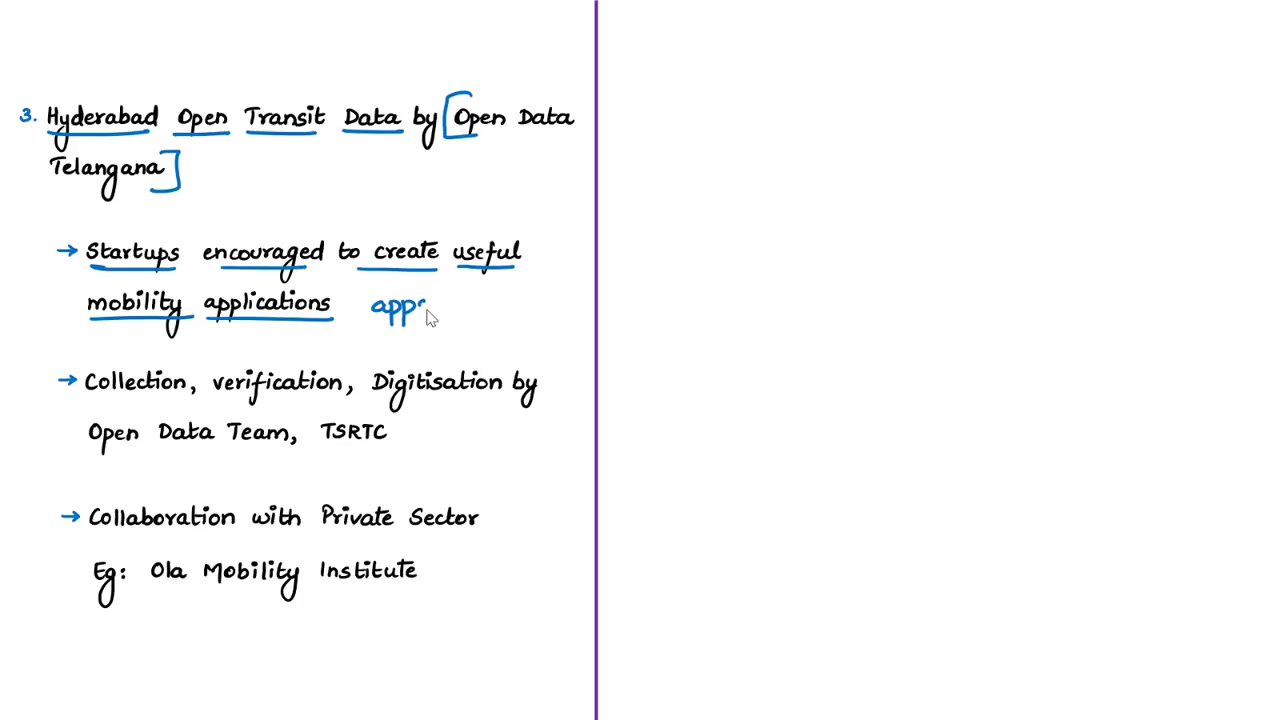 3. Hyderabad Open Transit Data by [Open Data
Telangana]
→ Startups encouraged to create useful
mobility applications app
→ Collection, verification, Digitisation by
Open Data Team, TSRTC
→ Collaboration with Private Sector
Eg: Ola Mobility Institute